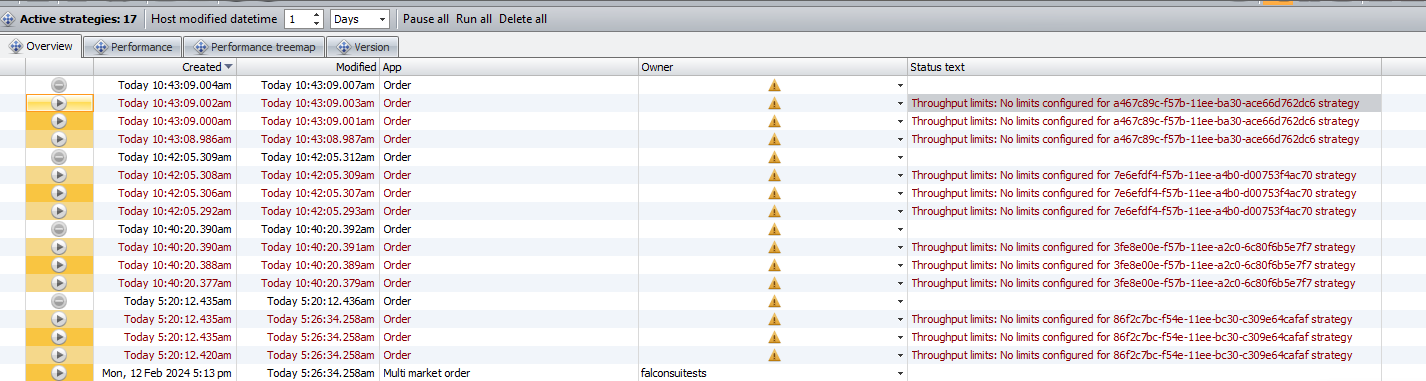 Active strategies: 17 Host modified datetime 1 Days Pause all Run all Delete all
Overview Performance Performance treemap Version
Created Modified App Owner Status text
Today 10:43:09.004am Today 10:43:09.007am Order
Today 10:43:09.002am Today 10:43:09.003am Order Throughput limits: No limits configured for a467c89c-f57b-11ee-ba30-ace66d762dc6 strategy
Today 10:43:09.000am Today 10:43:09.001am Order Throughput limits: No limits configured for a467c89c-f57b-11ee-ba30-ace66d762dc6 strategy
Today 10:43:08.986am Today 10:43:08.987am Order Throughput limits: No limits configured for a467c89c-f57b-11ee-ba30-ace66d762dc6 strategy
Today 10:42:05.309am Today 10:42:05.312am Order
Today 10:42:05.308am Today 10:42:05.309am Order Throughput limits: No limits configured for 7e6efdf4-f57b-11ee-a4b0-d00753f4ac70 strategy
Today 10:42:05.306am Today 10:42:05.307am Order Throughput limits: No limits configured for 7e6efdf4-f57b-11ee-a4b0-d00753f4ac70 strategy
Today 10:42:05.292am Today 10:42:05.293am Order Throughput limits: No limits configured for 7e6efdf4-f57b-11ee-a4b0-d00753f4ac70 strategy
Today 10:40:20.390am Today 10:40:20.392am Order
Today 10:40:20.390am Today 10:40:20.391am Order Throughput limits: No limits configured for 3fe8e00e-f57b-11ee-a2c0-6c80f6b5e7f7 strategy
Today 10:40:20.388am Today 10:40:20.389am Order Throughput limits: No limits configured for 3fe8e00e-f57b-11ee-a2c0-6c80f6b5e7f7 strategy
Today 10:40:20.377am Today 10:40:20.379am Order Throughput limits: No limits configured for 3fe8e00e-f57b-11ee-a2c0-6c80f6b5e7f7 strategy
Today 5:20:12.435am Today 5:20:12.436am Order
Today 5:20:12.435am Today 5:26:34.258am Order Throughput limits: No limits configured for 86f2c7bc-f54e-11ee-bc30-c309e64cafaf strategy
Today 5:20:12.435am Today 5:26:34.258am Order Throughput limits: No limits configured for 86f2c7bc-f54e-11ee-bc30-c309e64cafaf strategy
Today 5:20:12.420am Today 5:26:34.258am Order Throughput limits: No limits configured for 86f2c7bc-f54e-11ee-bc30-c309e64cafaf strategy
Mon, 12 Feb 2024 5:13 pm Today 5:26:34.258am Multi market order falconsuitests